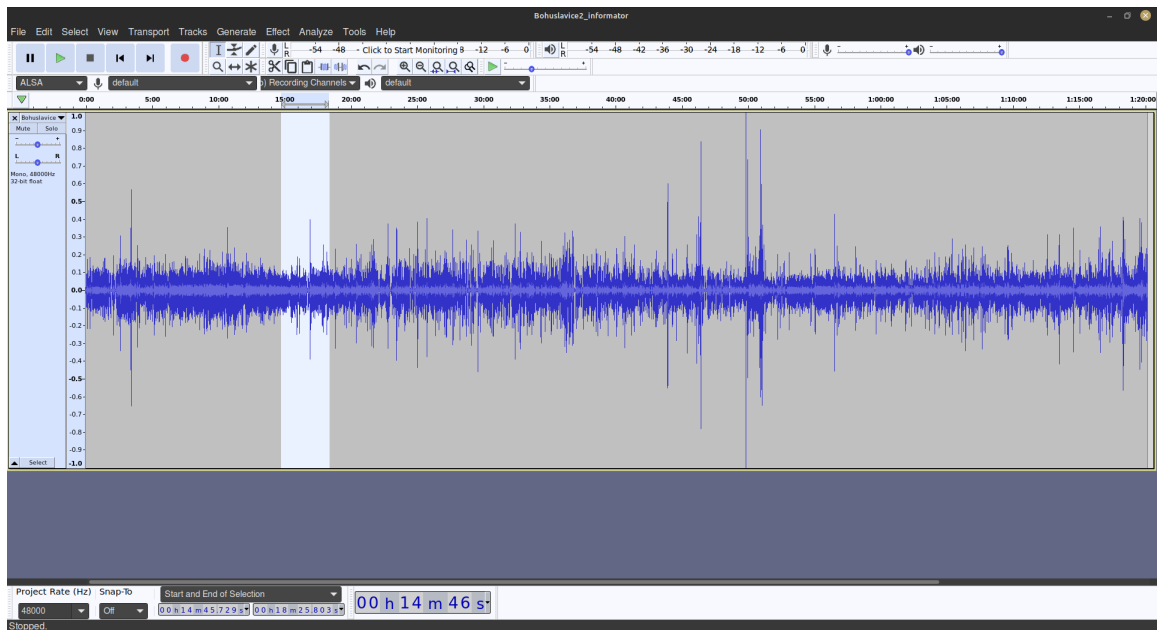 Bohuslavice2_informator
File Edit Select View Transport Tracks Generate Effect Analyze Tools Help
L R -54 -48 - Click to Start Monitoring 8 -12 -6 0 L R -54 -48 -42 -36 -30 -24 -18 -12 -6 0
ALSA default ) Recording Channels default
0:00 5:00 10:00 15:00 20:00 25:00 30:00 35:00 40:00 45:00 50:00 55:00 1:00:00 1:05:00 1:10:00 1:15:00 1:20:00
Bohuslavice
Mute Solo
- +
L R
Mono, 48000Hz
32-bit float
Select
1.0
0.9
0.8
0.7
0.6
0.5
0.4
0.3
0.2
0.1
0.0
-0.1
-0.2
-0.3
-0.4
-0.5
-0.6
-0.7
-0.8
-0.9
-1.0
Project Rate (Hz) Snap-To Start and End of Selection
48000 Off 00 h 14 m 45.729 s 00 h 18 m 25.803 s 00 h 14 m 46 s
Stopped.